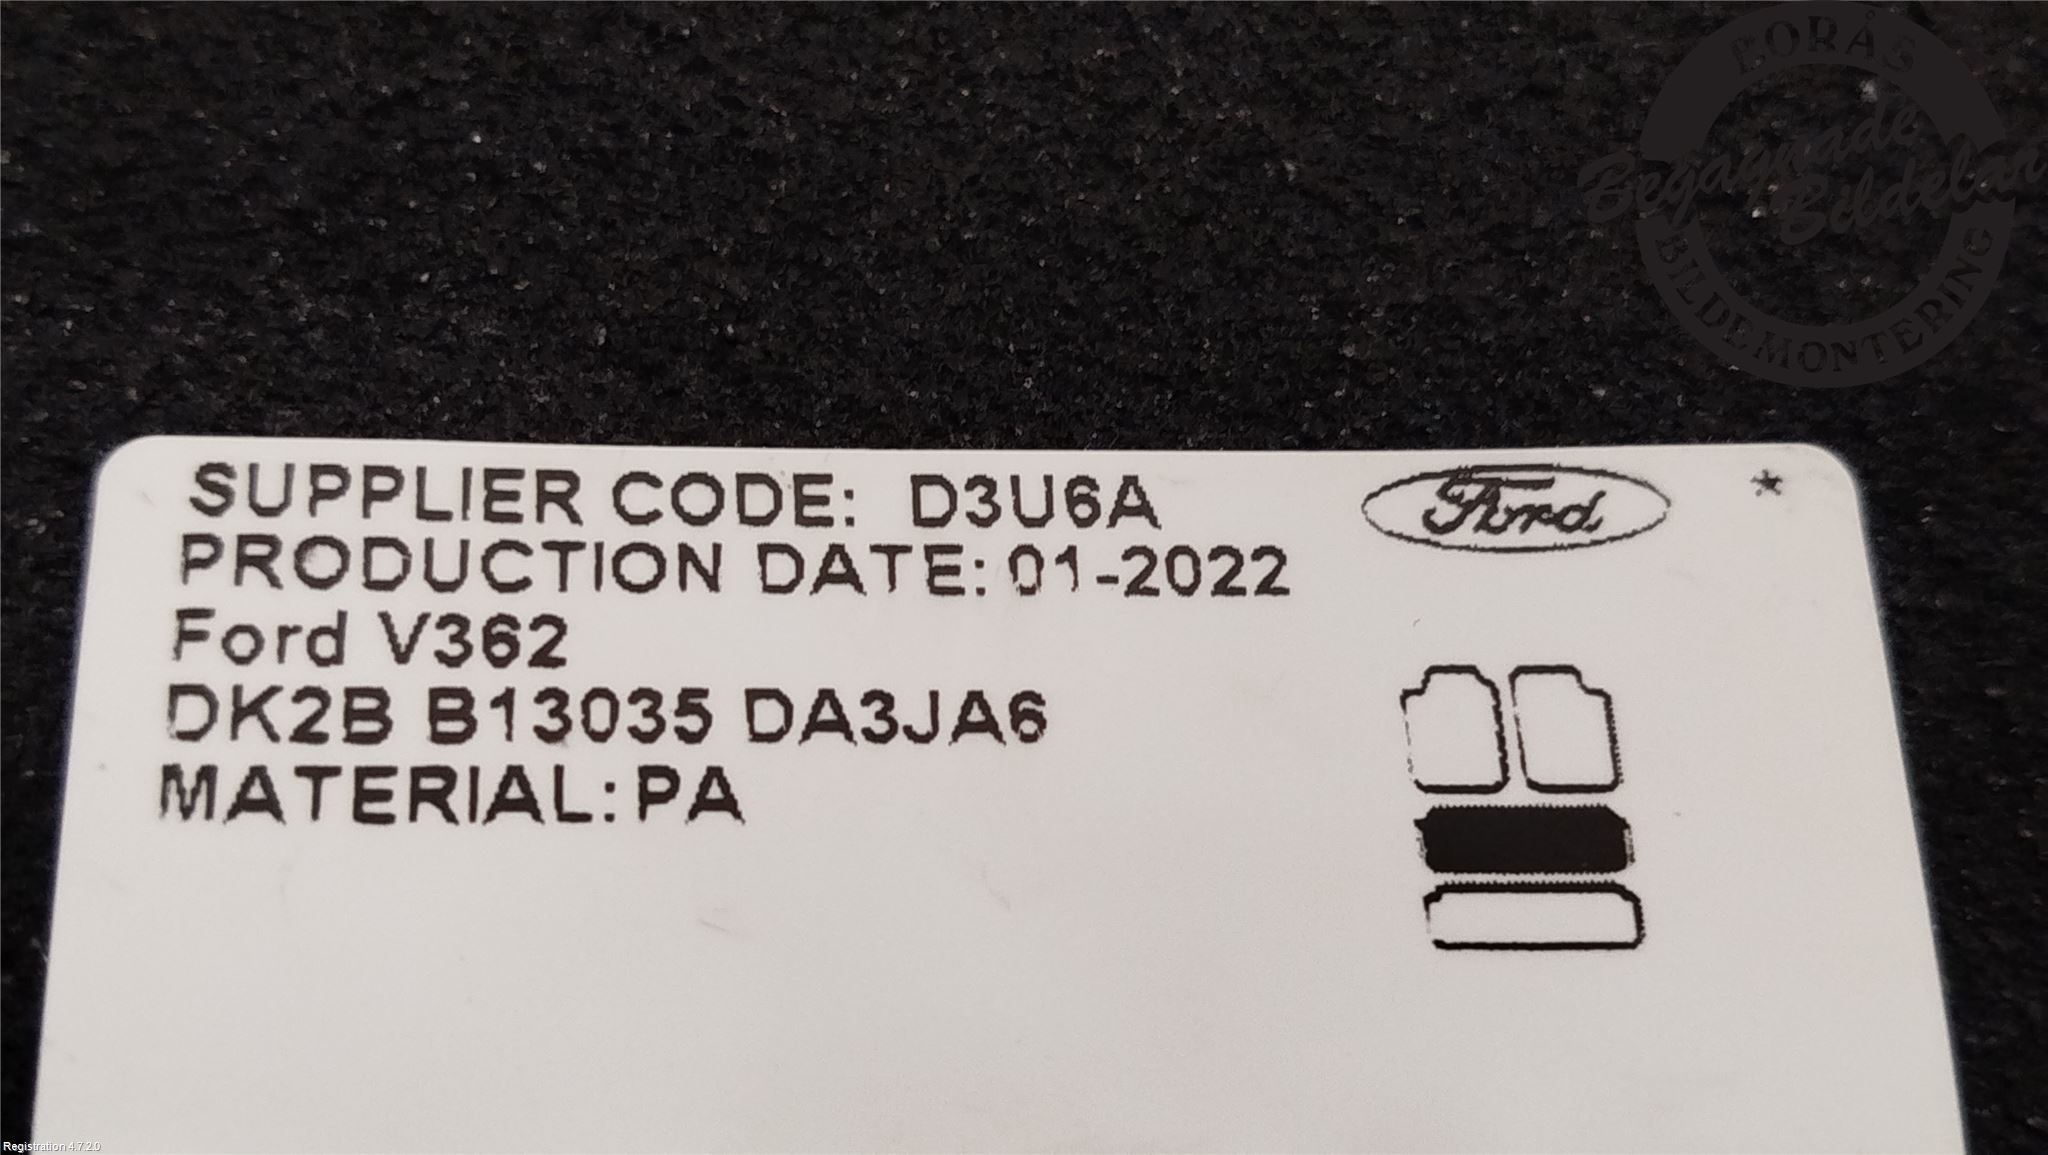 BORÅS
Begagnade
Bildelar
BILDEMONTERING
SUPPLIER CODE: D3U6A
Ford
*
PRODUCTION DATE: 01-2022
Ford V362
DK2B B13035 DA3JA6
MATERIAL: PA
Registration 4.7.2.0